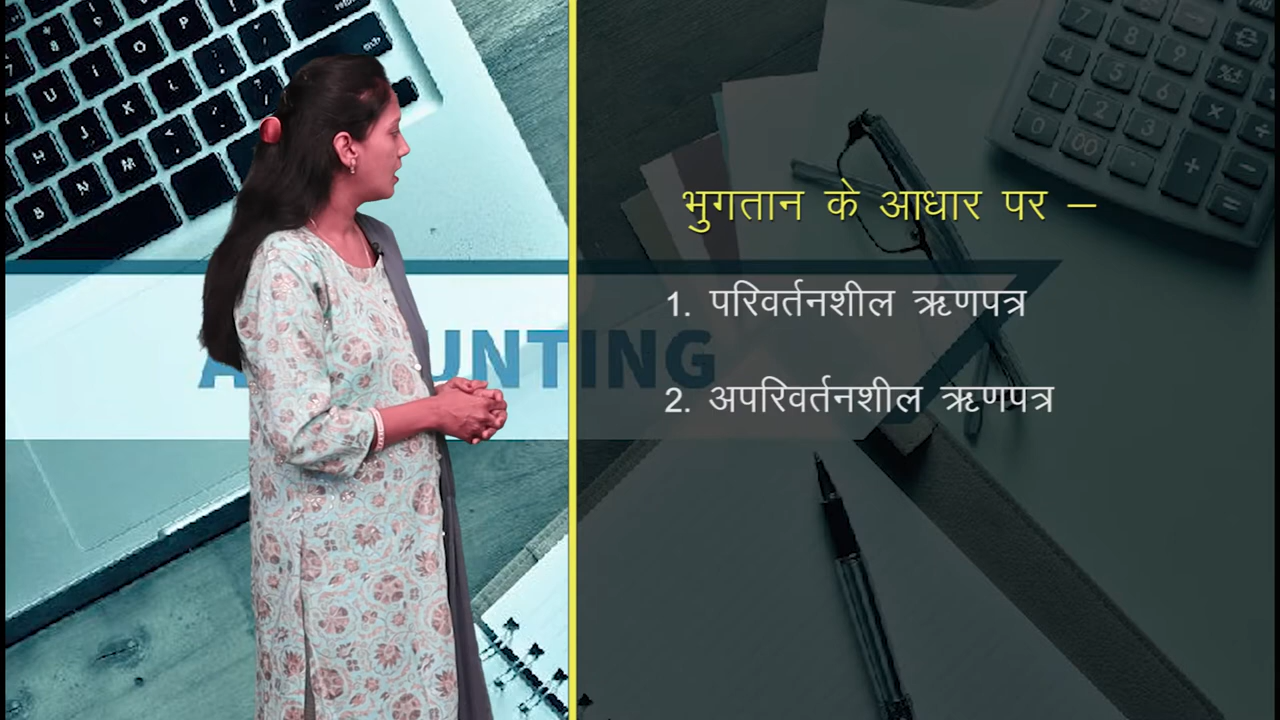 भुगतान के आधार पर –
1. परिवर्तनशील ऋणपत्र
2. अपरिवर्तनशील ऋणपत्र
UNTING